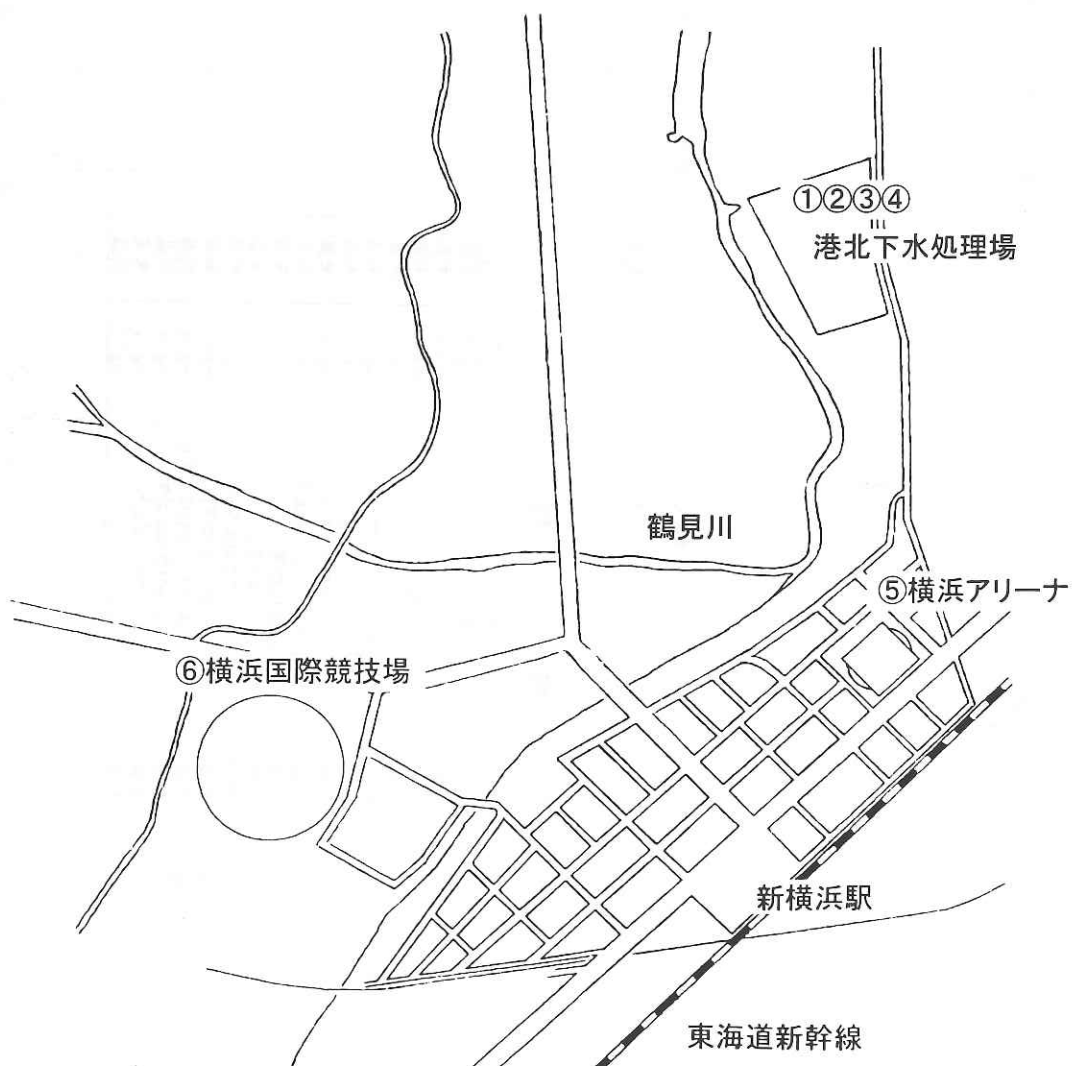 ①②③④
港北下水処理場
鶴見川
⑤横浜アリーナ
⑥横浜国際競技場
新横浜駅
東海道新幹線